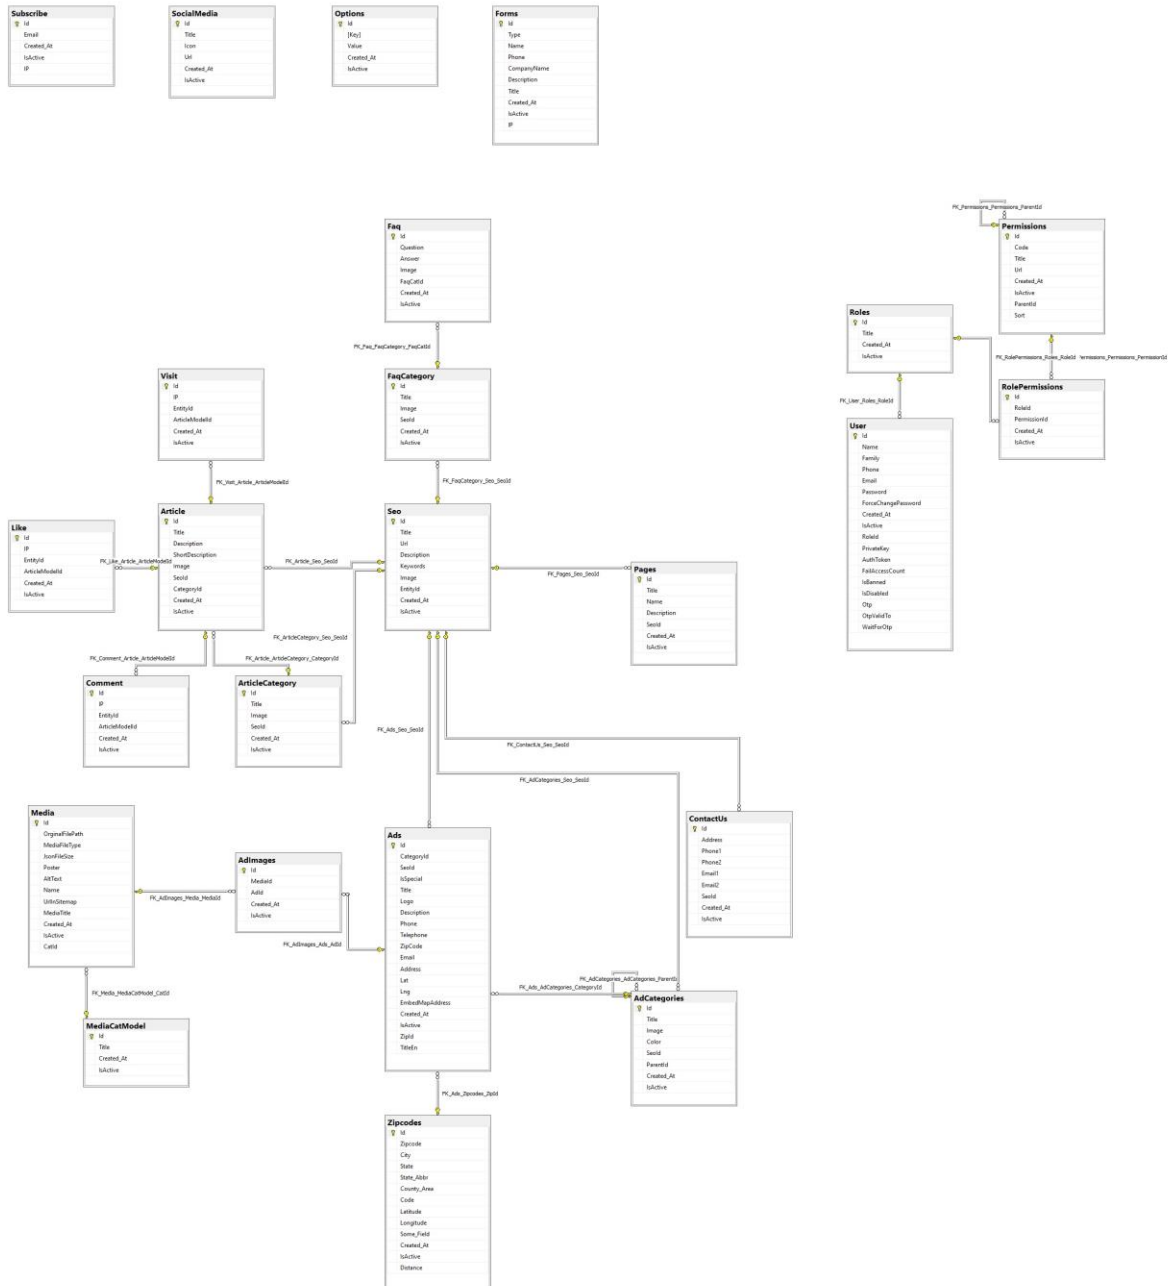 Subscribe
Id
Email
Created_At
IsActive
IP
SocialMedia
Id
Title
Icon
Url
Created_At
IsActive
Options
Id
[Key]
Value
Created_At
IsActive
Forms
Id
Type
Name
Phone
CompanyName
Description
Title
Created_At
IsActive
IP
FK_Permissions_Permissions_ParentId
Permissions
Id
Code
Title
Url
Created_At
IsActive
ParentId
Sort
Faq
Id
Question
Answer
Image
FaqCatId
Created_At
IsActive
Roles
Id
Title
Created_At
IsActive
FK_Faq_FaqCategory_FaqCatId
FK_RolePermissions_Roles_RoleId
ermissions_Permissions_PermissionId
Visit
Id
IP
EntityId
ArticleModelId
Created_At
IsActive
FaqCategory
Id
Title
Image
SeoId
Created_At
IsActive
RolePermissions
Id
RoleId
PermissionId
Created_At
IsActive
FK_User_Roles_RoleId
User
Id
Name
Family
Phone
Email
Password
ForceChangePassword
Created_At
IsActive
RoleId
PrivateKey
AuthToken
FailAccessCount
IsBanned
IsDisabled
Otp
OtpValidTo
WaitForOtp
FK_Visit_Article_ArticleModelId
FK_FaqCategory_Seo_SeoId
Like
Id
IP
EntityId
ArticleModelId
Created_At
IsActive
FK_Like_Article_ArticleModelId
Article
Id
Title
Description
ShortDescription
Image
SeoId
CategoryId
Created_At
IsActive
FK_Article_Seo_SeoId
Seo
Id
Title
Url
Description
Keywords
Image
EntityId
Created_At
IsActive
FK_Pages_Seo_SeoId
Pages
Id
Title
Name
Description
SeoId
Created_At
IsActive
FK_ArticleCategory_Seo_SeoId
FK_Comment_Article_ArticleModelId
FK_Article_ArticleCategory_CategoryId
Comment
Id
IP
EntityId
ArticleModelId
Created_At
IsActive
ArticleCategory
Id
Title
Image
SeoId
Created_At
IsActive
FK_Ads_Seo_SeoId
FK_ContactUs_Seo_SeoId
FK_AdCategories_Seo_SeoId
Media
Id
OrginalFilePath
MediaFileType
JsonFileSize
Poster
AltText
Name
UrlInSitemap
MediaTitle
Created_At
IsActive
CatId
FK_AdImages_Media_MediaId
AdImages
Id
MediaId
AdId
Created_At
IsActive
FK_AdImages_Ads_AdId
Ads
Id
CategoryId
SeoId
IsSpecial
Title
Logo
Description
Phone
Telephone
ZipCode
Email
Address
Lat
Lng
EmbedMapAddress
Created_At
IsActive
ZipId
TitleEn
ContactUs
Id
Address
Phone1
Phone2
Email1
Email2
SeoId
Created_At
IsActive
FK_AdCategories_AdCategories_ParentI
FK_Ads_AdCategories_CategoryId
AdCategories
Id
Title
Image
Color
SeoId
ParentId
Created_At
IsActive
FK_Media_MediaCatModel_CatId
MediaCatModel
Id
Title
Created_At
IsActive
FK_Ads_Zipcodes_ZipId
Zipcodes
Id
Zipcode
City
State
State_Abbr
County_Area
Code
Latitude
Longitude
Some_Field
Created_At
IsActive
Distance